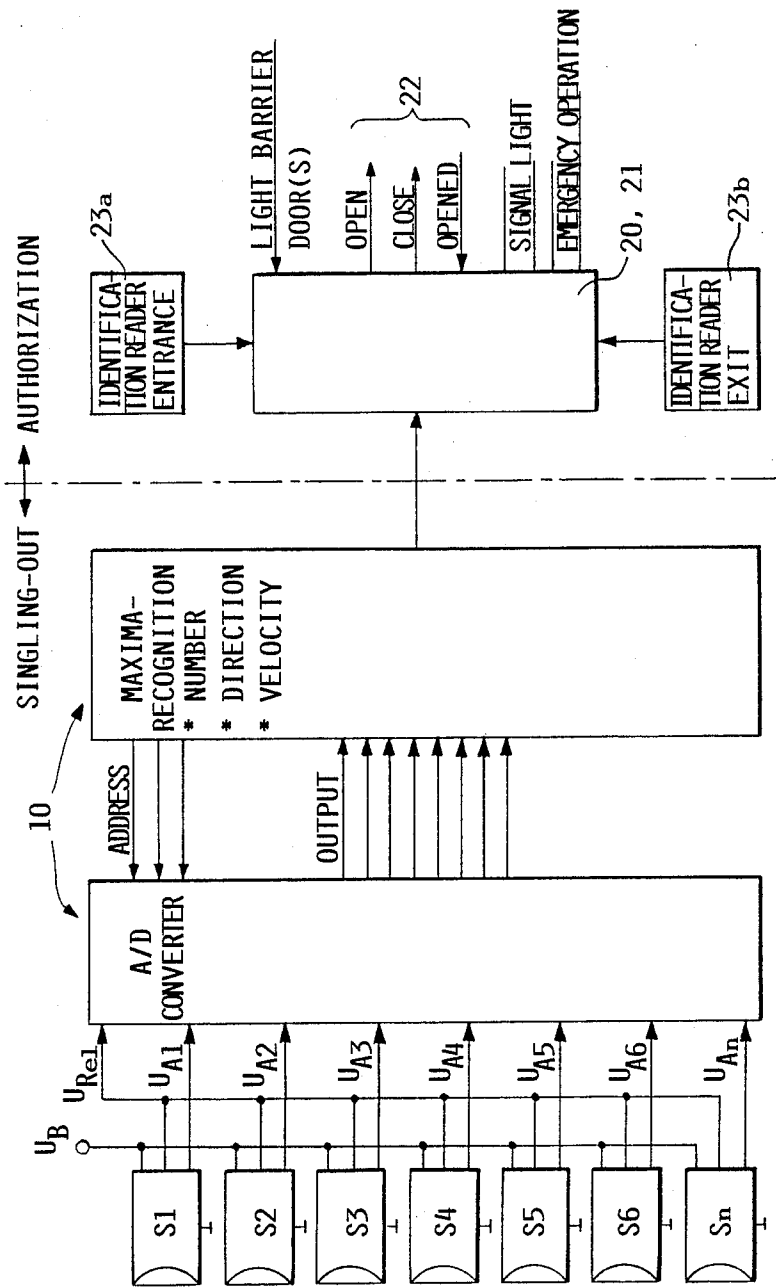 SINGLING-OUT
AUTHORIZATION
10
U_B
U_Rel
U_A1
U_A2
U_A3
U_A4
U_A5
U_A6
U_An
S1
S2
S3
S4
S5
S6
Sn
A/D
CONVERTER
ADDRESS
OUTPUT
MAXIMA-
RECOGNITION
* NUMBER
* DIRECTION
* VELOCITY
IDENTIFICA-
TION READER
ENTRANCE
23a
LIGHT BARRIER
DOOR(S)
OPEN
CLOSE
OPENED
22
SIGNAL LIGHT
EMERGENCY OPERATION
20, 21
IDENTIFICA-
TION READER
EXIT
23b